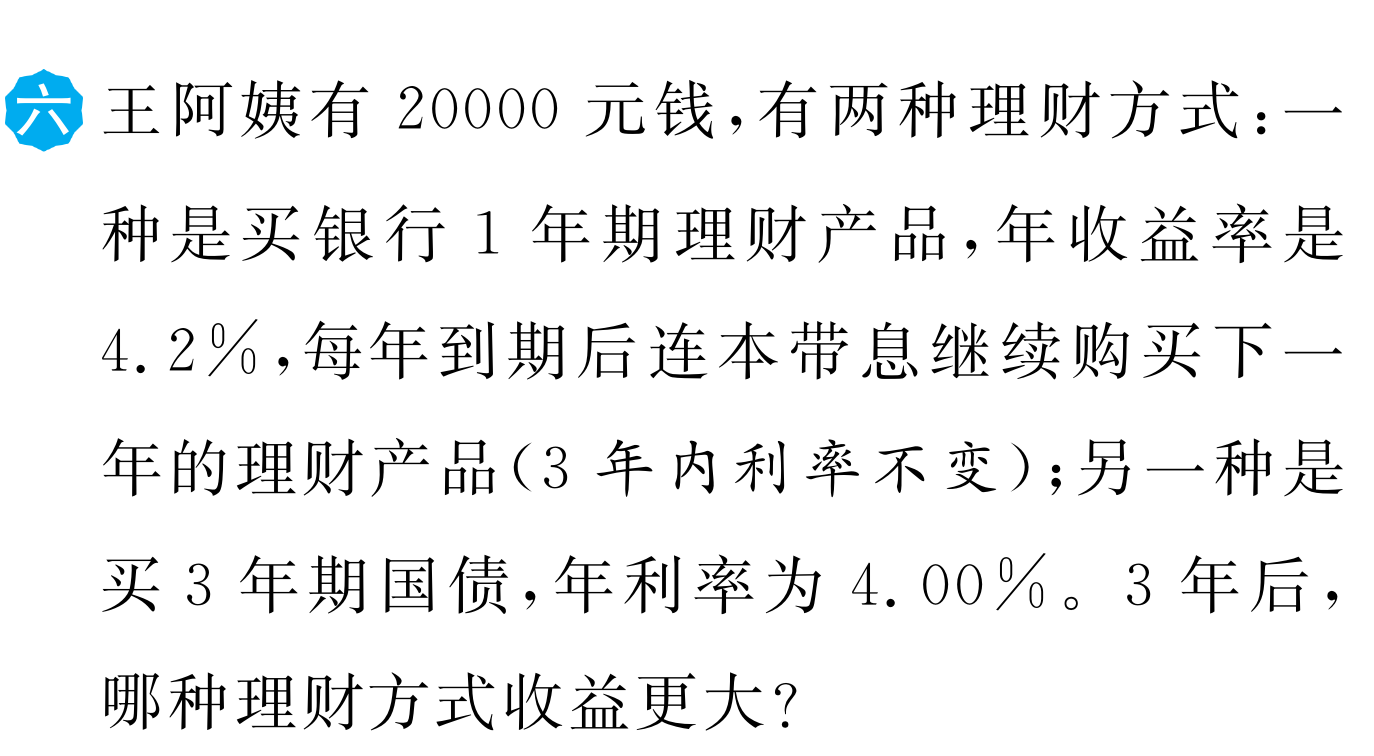 六 王阿姨有 20000 元钱,有两种理财方式:一
种是买银行 1 年期理财产品,年收益率是
4.2%,每年到期后连本带息继续购买下一
年的理财产品(3 年内利率不变);另一种是
买 3 年期国债,年利率为 4.00%。3 年后,
哪种理财方式收益更大?